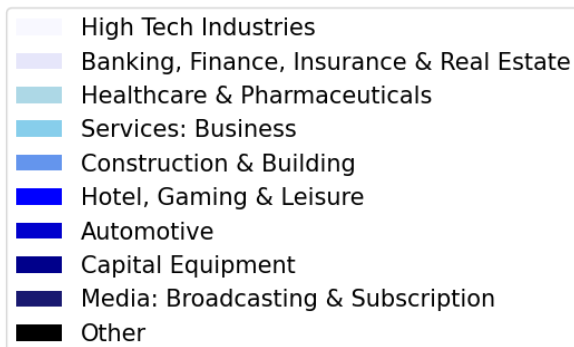 High Tech Industries
Banking, Finance, Insurance & Real Estate
Healthcare & Pharmaceuticals
Services: Business
Construction & Building
Hotel, Gaming & Leisure
Automotive
Capital Equipment
Media: Broadcasting & Subscription
Other